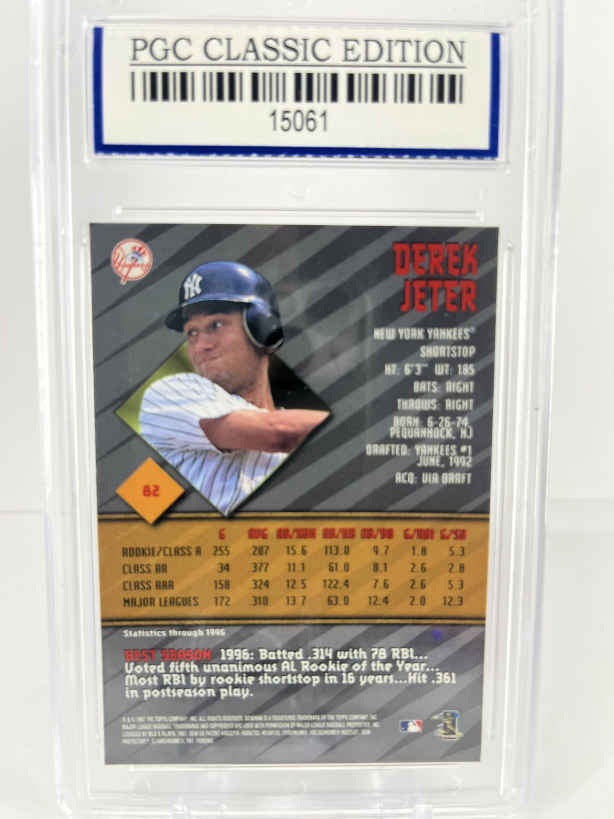 PGC CLASSIC EDITION
15061
Yankees
NY
DEREK
JETER
NEW YORK YANKEES®
SHORTSTOP
HT: 6'3" WT: 185
BATS: RIGHT
THROWS: RIGHT
BORN: 6-26-74,
PEQUANNOCK, NJ
DRAFTED: YANKEES #1
JUNE, 1992
ACQ: VIA DRAFT
82
G AVG AB/XBH AB/HR AB/BB G/RBI G/SB
ROOKIE/CLASS A 255 .287 15.6 113.0 9.7 1.8 5.3
CLASS AA 34 .377 11.1 61.0 8.1 2.6 2.8
CLASS AAA 158 .324 12.5 122.4 7.6 2.6 5.3
MAJOR LEAGUES 172 .310 13.7 63.0 12.4 2.0 12.3
Statistics through 1996
BEST SEASON 1996: Batted .314 with 78 RBI...
Voted fifth unanimous AL Rookie of the Year...
Most RBI by rookie shortstop in 16 years...Hit .361
in postseason play.